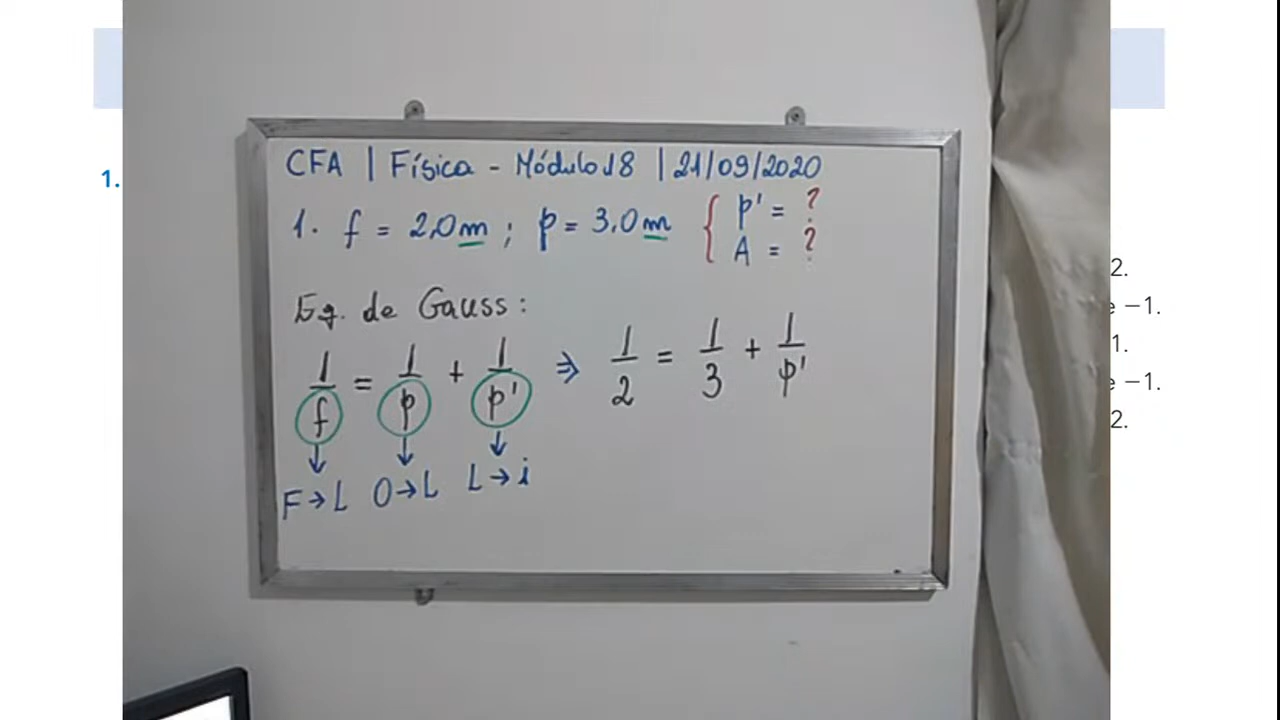 1.
CFA | Física - Módulo 18 | 21/09/2020
1. f = 2,0 m ; p = 3,0 m { p' = ?
A = ?
Eq. de Gauss:
1/f = 1/p + 1/p' ⇒ 1/2 = 1/3 + 1/p'
F→L O→L L→i
2.
e −1.
1.
e −1.
2.